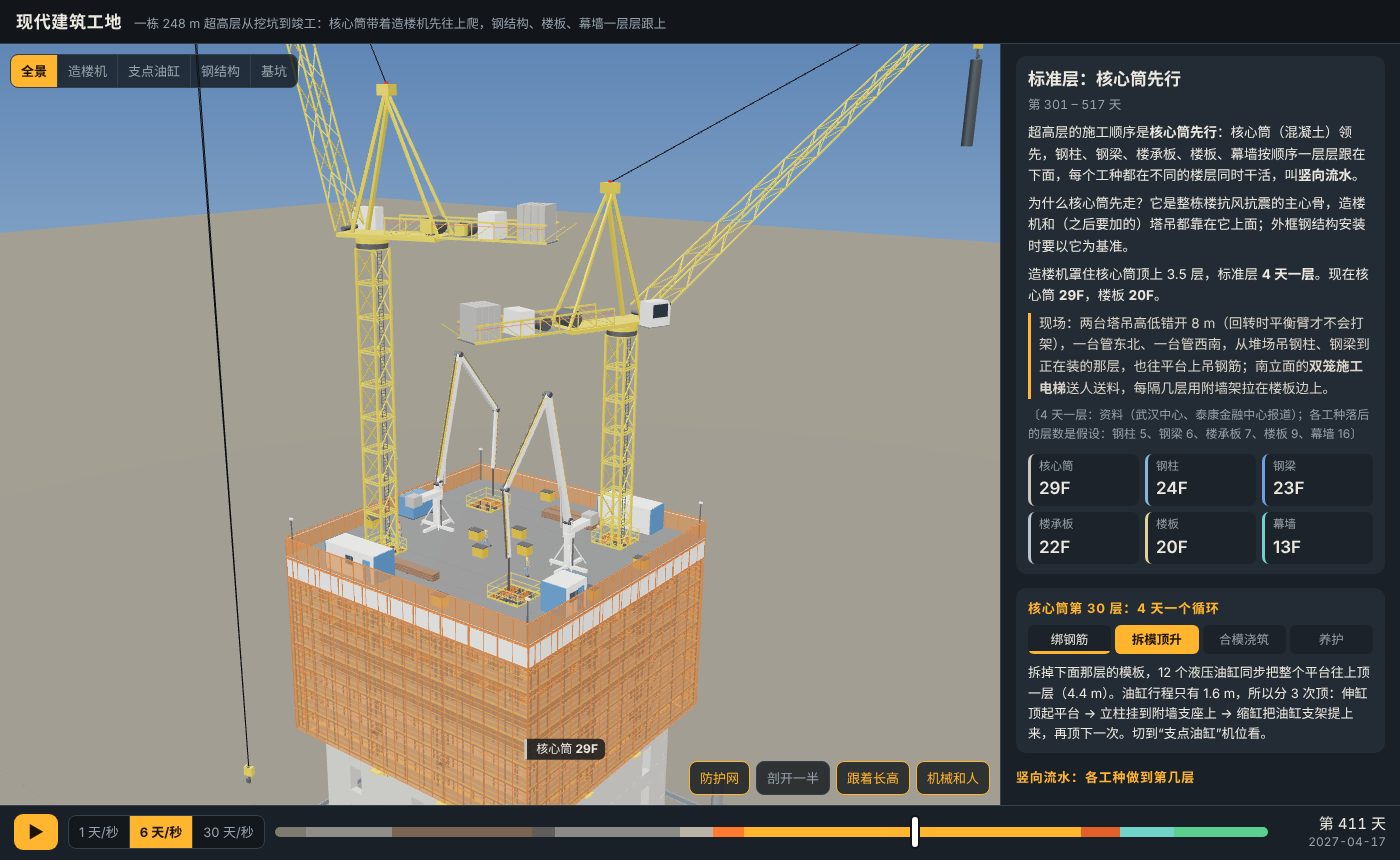 现代建筑工地
一栋 248 m 超高层从挖坑到竣工：核心筒带着造楼机先往上爬，钢结构、楼板、幕墙一层层跟上
全景
造楼机
支点油缸
钢结构
基坑
核心筒 29F
防护网
剖开一半
跟着长高
机械和人
标准层：核心筒先行
第 301 – 517 天
超高层的施工顺序是核心筒先行：核心筒（混凝土）领
先，钢柱、钢梁、楼承板、楼板、幕墙按顺序一层层跟在
下面，每个工种都在不同的楼层同时干活，叫竖向流水。
为什么核心筒先走？它是整栋楼抗风抗震的主心骨，造楼
机和（之后要加的）塔吊都靠在它上面；外框钢结构安装
时要以它为基准。
造楼机罩住核心筒顶上 3.5 层，标准层 4 天一层。现在核
心筒 29F，楼板 20F。
现场：两台塔吊高低错开 8 m（回转时平衡臂才不会打
架），一台管东北、一台管西南，从堆场吊钢柱、钢梁到
正在装的那层，也往平台上吊钢筋；南立面的双笼施工
电梯送人送料，每隔几层用附墙架拉在楼板边上。
〔4 天一层：资料（武汉中心、泰康金融中心报道）；各工种落后
的层数是假设：钢柱 5、钢梁 6、楼承板 7、楼板 9、幕墙 16〕
核心筒
29F
钢柱
24F
钢梁
23F
楼承板
22F
楼板
20F
幕墙
13F
核心筒第 30 层：4 天一个循环
绑钢筋
拆模顶升
合模浇筑
养护
拆掉下面那层的模板，12 个液压油缸同步把整个平台往上顶
一层（4.4 m）。油缸行程只有 1.6 m，所以分 3 次顶：伸缸
顶起平台 → 立柱挂到附墙支座上 → 缩缸把油缸支架提上
来，再顶下一次。切到“支点油缸”机位看。
竖向流水：各工种做到第几层
1 天/秒
6 天/秒
30 天/秒
第 411 天
2027-04-17